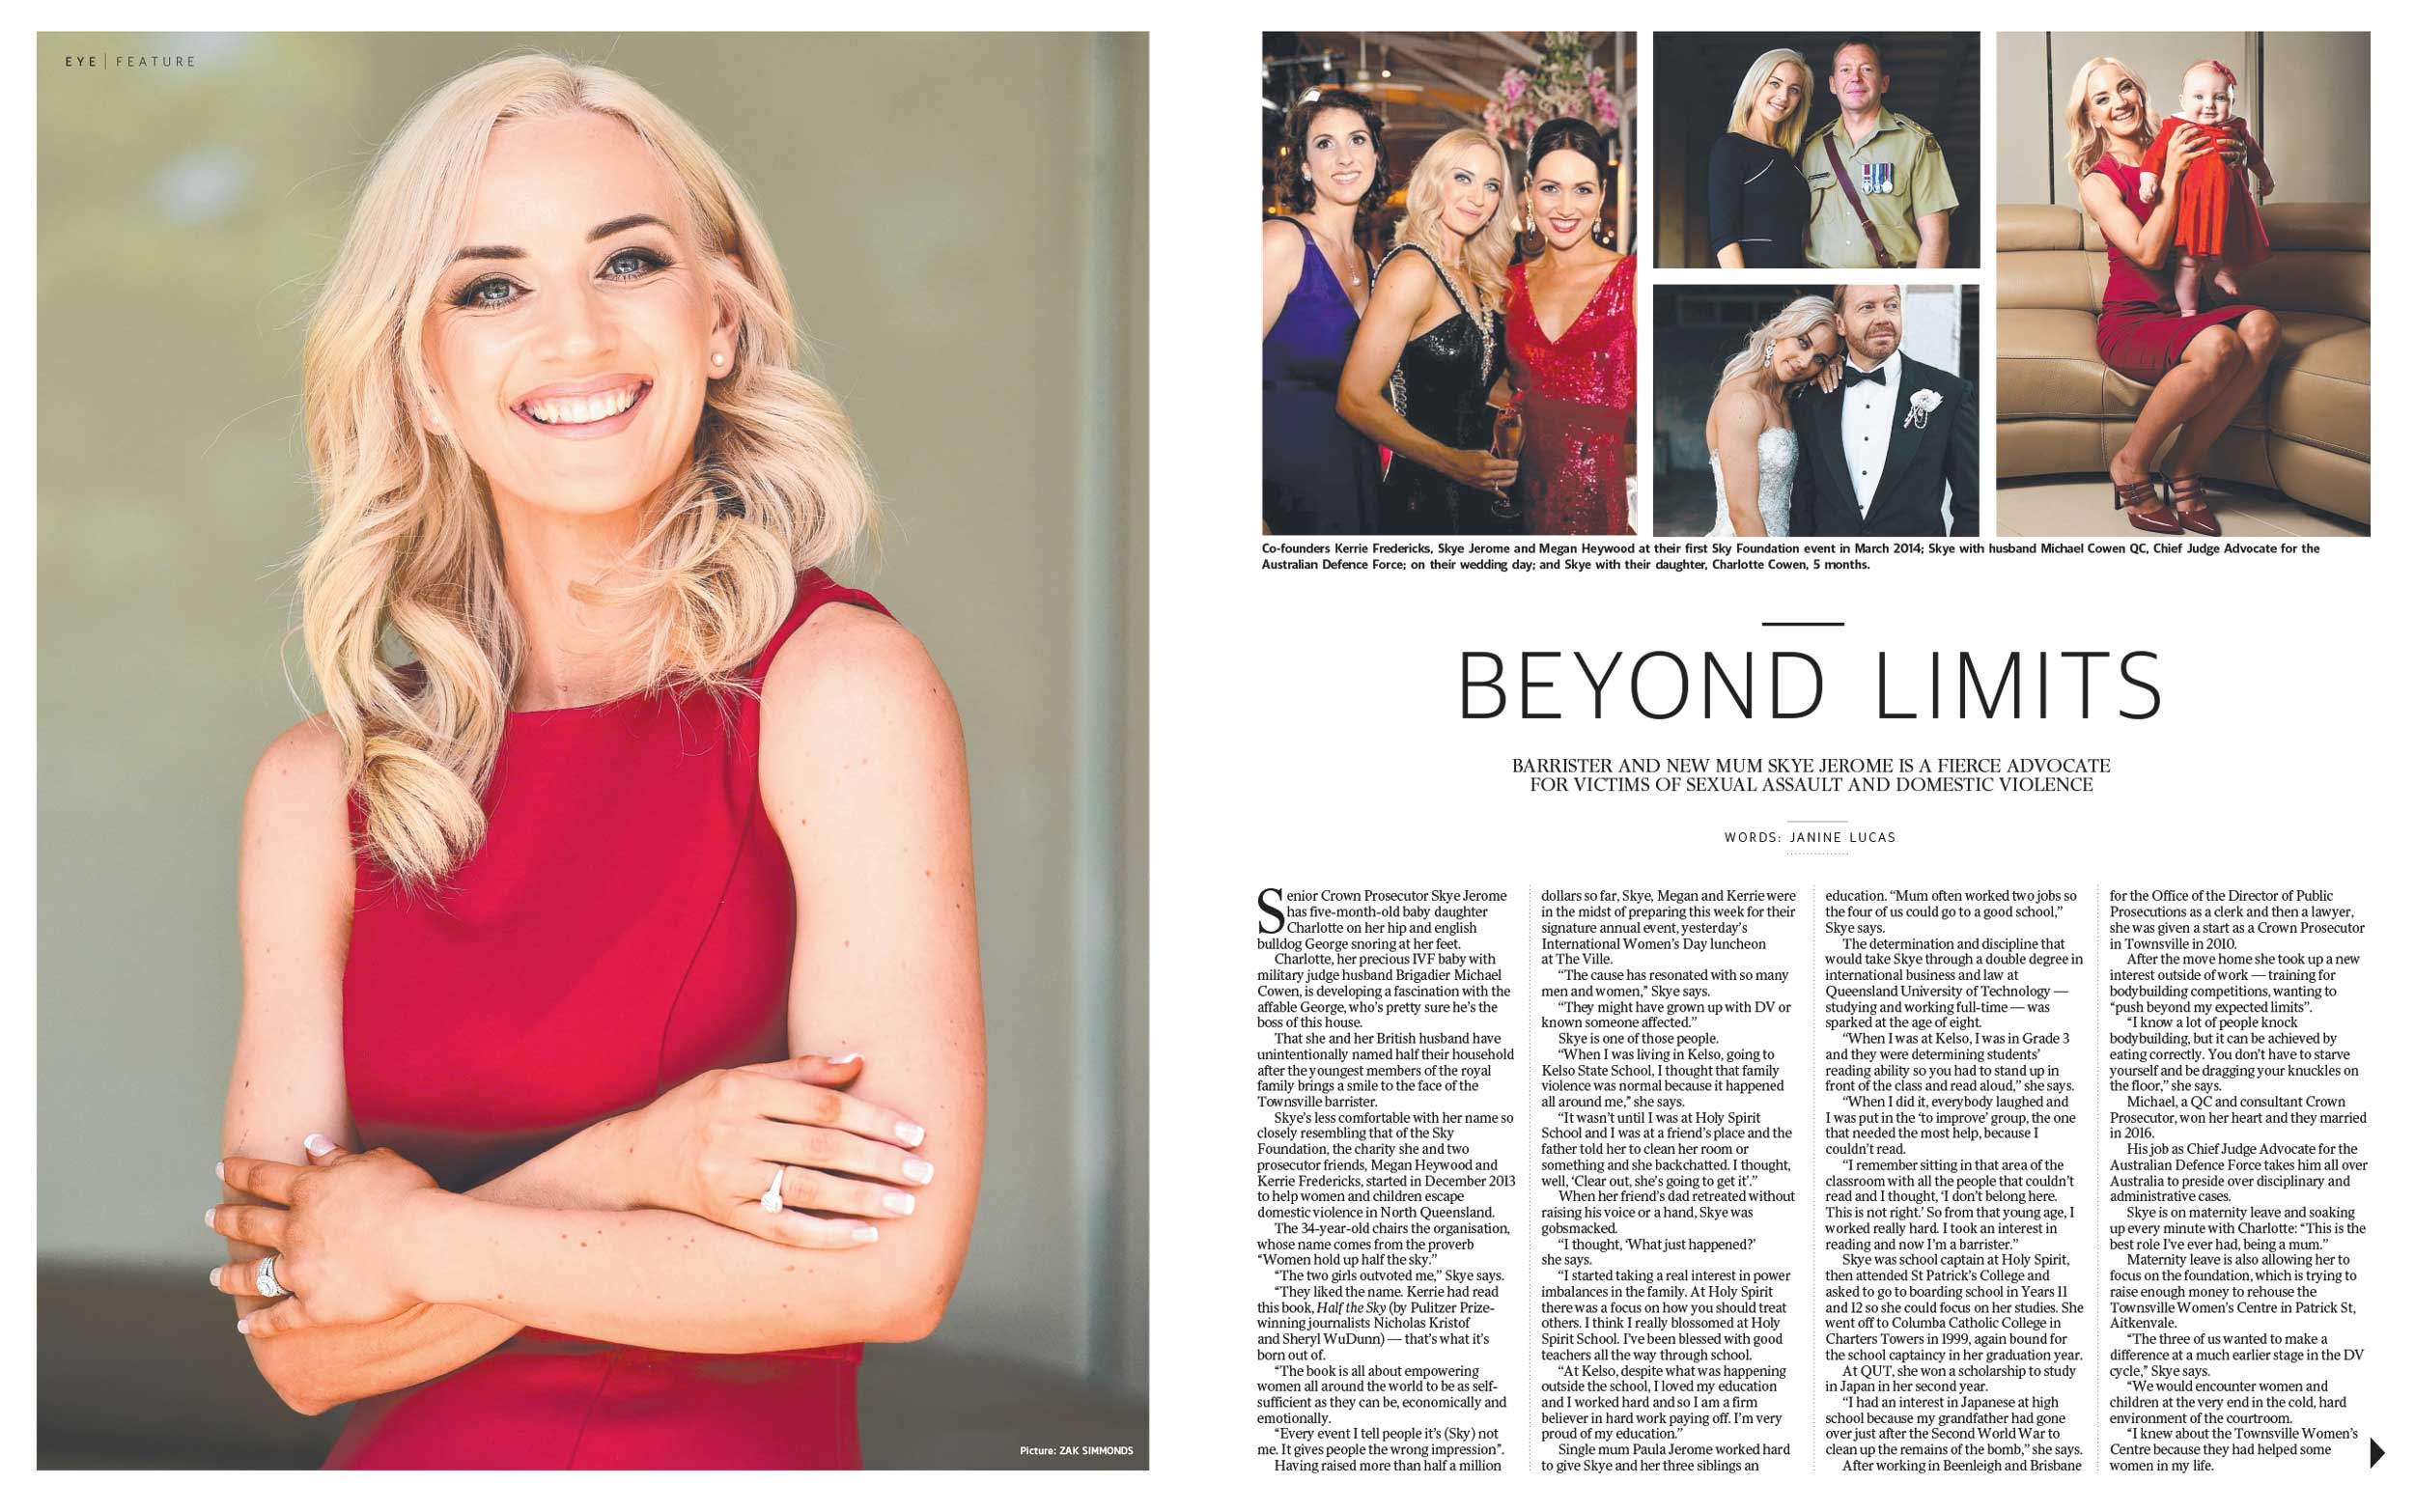 EYE | FEATURE
Picture: ZAK SIMMONDS
Co-founders Kerrie Fredericks, Skye Jerome and Megan Heywood at their first Sky Foundation event in March 2014; Skye with husband Michael Cowen QC, Chief Judge Advocate for the
Australian Defence Force; on their wedding day; and Skye with their daughter, Charlotte Cowen, 5 months.
BEYOND LIMITS
BARRISTER AND NEW MUM SKYE JEROME IS A FIERCE ADVOCATE
FOR VICTIMS OF SEXUAL ASSAULT AND DOMESTIC VIOLENCE
WORDS: JANINE LUCAS
Senior Crown Prosecutor Skye Jerome
has five-month-old baby daughter
Charlotte on her hip and english
bulldog George snoring at her feet.
Charlotte, her precious IVF baby with
military judge husband Brigadier Michael
Cowen, is developing a fascination with the
affable George, who's pretty sure he's the
boss of this house.
That she and her British husband have
unintentionally named half their household
after the youngest members of the royal
family brings a smile to the face of the
Townsville barrister.
Skye's less comfortable with her name so
closely resembling that of the Sky
Foundation, the charity she and two
prosecutor friends, Megan Heywood and
Kerrie Fredericks, started in December 2013
to help women and children escape
domestic violence in North Queensland.
The 34-year-old chairs the organisation,
whose name comes from the proverb
“Women hold up half the sky.”
“The two girls outvoted me,” Skye says.
“They liked the name. Kerrie had read
this book, Half the Sky (by Pulitzer Prize-
winning journalists Nicholas Kristof
and Sheryl WuDunn) — that's what it's
born out of.
“The book is all about empowering
women all around the world to be as self-
sufficient as they can be, economically and
emotionally.
“Every event I tell people it's (Sky) not
me. It gives people the wrong impression”.
Having raised more than half a million
dollars so far, Skye, Megan and Kerrie were
in the midst of preparing this week for their
signature annual event, yesterday's
International Women's Day luncheon
at The Ville.
“The cause has resonated with so many
men and women,” Skye says.
“They might have grown up with DV or
known someone affected.”
Skye is one of those people.
“When I was living in Kelso, going to
Kelso State School, I thought that family
violence was normal because it happened
all around me,” she says.
“It wasn't until I was at Holy Spirit
School and I was at a friend's place and the
father told her to clean her room or
something and she backchatted. I thought,
well, ‘Clear out, she's going to get it’.”
When her friend's dad retreated without
raising his voice or a hand, Skye was
gobsmacked.
“I thought, ‘What just happened?’
she says.
“I started taking a real interest in power
imbalances in the family. At Holy Spirit
there was a focus on how you should treat
others. I think I really blossomed at Holy
Spirit School. I've been blessed with good
teachers all the way through school.
“At Kelso, despite what was happening
outside the school, I loved my education
and I worked hard and so I am a firm
believer in hard work paying off. I'm very
proud of my education.”
Single mum Paula Jerome worked hard
to give Skye and her three siblings an
education. “Mum often worked two jobs so
the four of us could go to a good school,”
Skye says.
The determination and discipline that
would take Skye through a double degree in
international business and law at
Queensland University of Technology —
studying and working full-time — was
sparked at the age of eight.
“When I was at Kelso, I was in Grade 3
and they were determining students'
reading ability so you had to stand up in
front of the class and read aloud,” she says.
“When I did it, everybody laughed and
I was put in the ‘to improve’ group, the one
that needed the most help, because I
couldn't read.
“I remember sitting in that area of the
classroom with all the people that couldn't
read and I thought, ‘I don't belong here.
This is not right.’ So from that young age, I
worked really hard. I took an interest in
reading and now I'm a barrister.”
Skye was school captain at Holy Spirit,
then attended St Patrick's College and
asked to go to boarding school in Years 11
and 12 so she could focus on her studies. She
went off to Columba Catholic College in
Charters Towers in 1999, again bound for
the school captaincy in her graduation year.
At QUT, she won a scholarship to study
in Japan in her second year.
“I had an interest in Japanese at high
school because my grandfather had gone
over just after the Second World War to
clean up the remains of the bomb,” she says.
After working in Beenleigh and Brisbane
for the Office of the Director of Public
Prosecutions as a clerk and then a lawyer,
she was given a start as a Crown Prosecutor
in Townsville in 2010.
After the move home she took up a new
interest outside of work — training for
bodybuilding competitions, wanting to
“push beyond my expected limits”.
“I know a lot of people knock
bodybuilding, but it can be achieved by
eating correctly. You don't have to starve
yourself and be dragging your knuckles on
the floor,” she says.
Michael, a QC and consultant Crown
Prosecutor, won her heart and they married
in 2016.
His job as Chief Judge Advocate for the
Australian Defence Force takes him all over
Australia to preside over disciplinary and
administrative cases.
Skye is on maternity leave and soaking
up every minute with Charlotte: “This is the
best role I've ever had, being a mum.”
Maternity leave is also allowing her to
focus on the foundation, which is trying to
raise enough money to rehouse the
Townsville Women's Centre in Patrick St,
Aitkenvale.
“The three of us wanted to make a
difference at a much earlier stage in the DV
cycle,” Skye says.
“We would encounter women and
children at the very end in the cold, hard
environment of the courtroom.
“I knew about the Townsville Women's
Centre because they had helped some
women in my life.